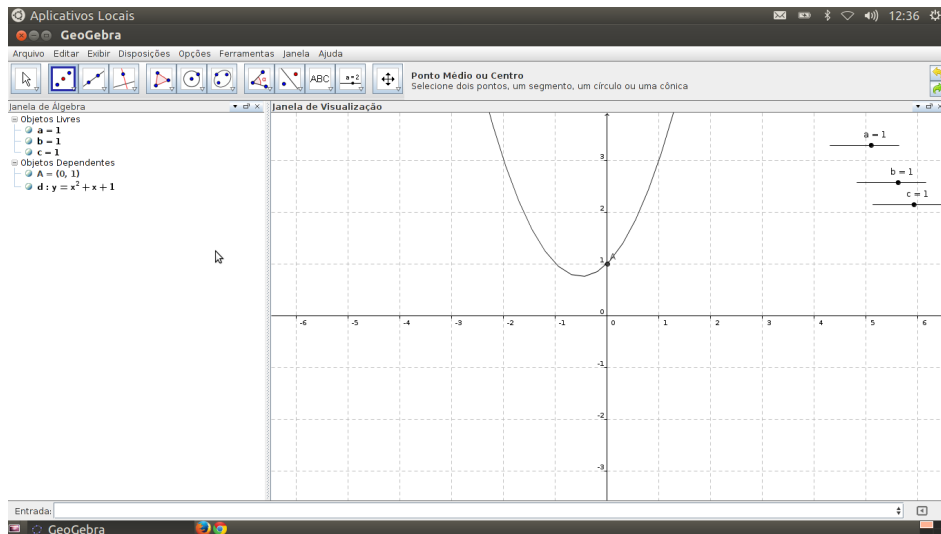 Aplicativos Locais
12:36
GeoGebra
Arquivo Editar Exibir Disposições Opções Ferramentas Janela Ajuda
ABC
a=2
Ponto Médio ou Centro
Selecione dois pontos, um segmento, um círculo ou uma cônica
Janela de Álgebra
Janela de Visualização
Objetos Livres
a = 1
b = 1
c = 1
Objetos Dependentes
A = (0, 1)
d : y = x² + x + 1
a = 1
b = 1
c = 1
3
2
1
A
0
-6 -5 -4 -3 -2 -1 0 1 2 3 4 5 6
-1
-2
-3
Entrada:
GeoGebra